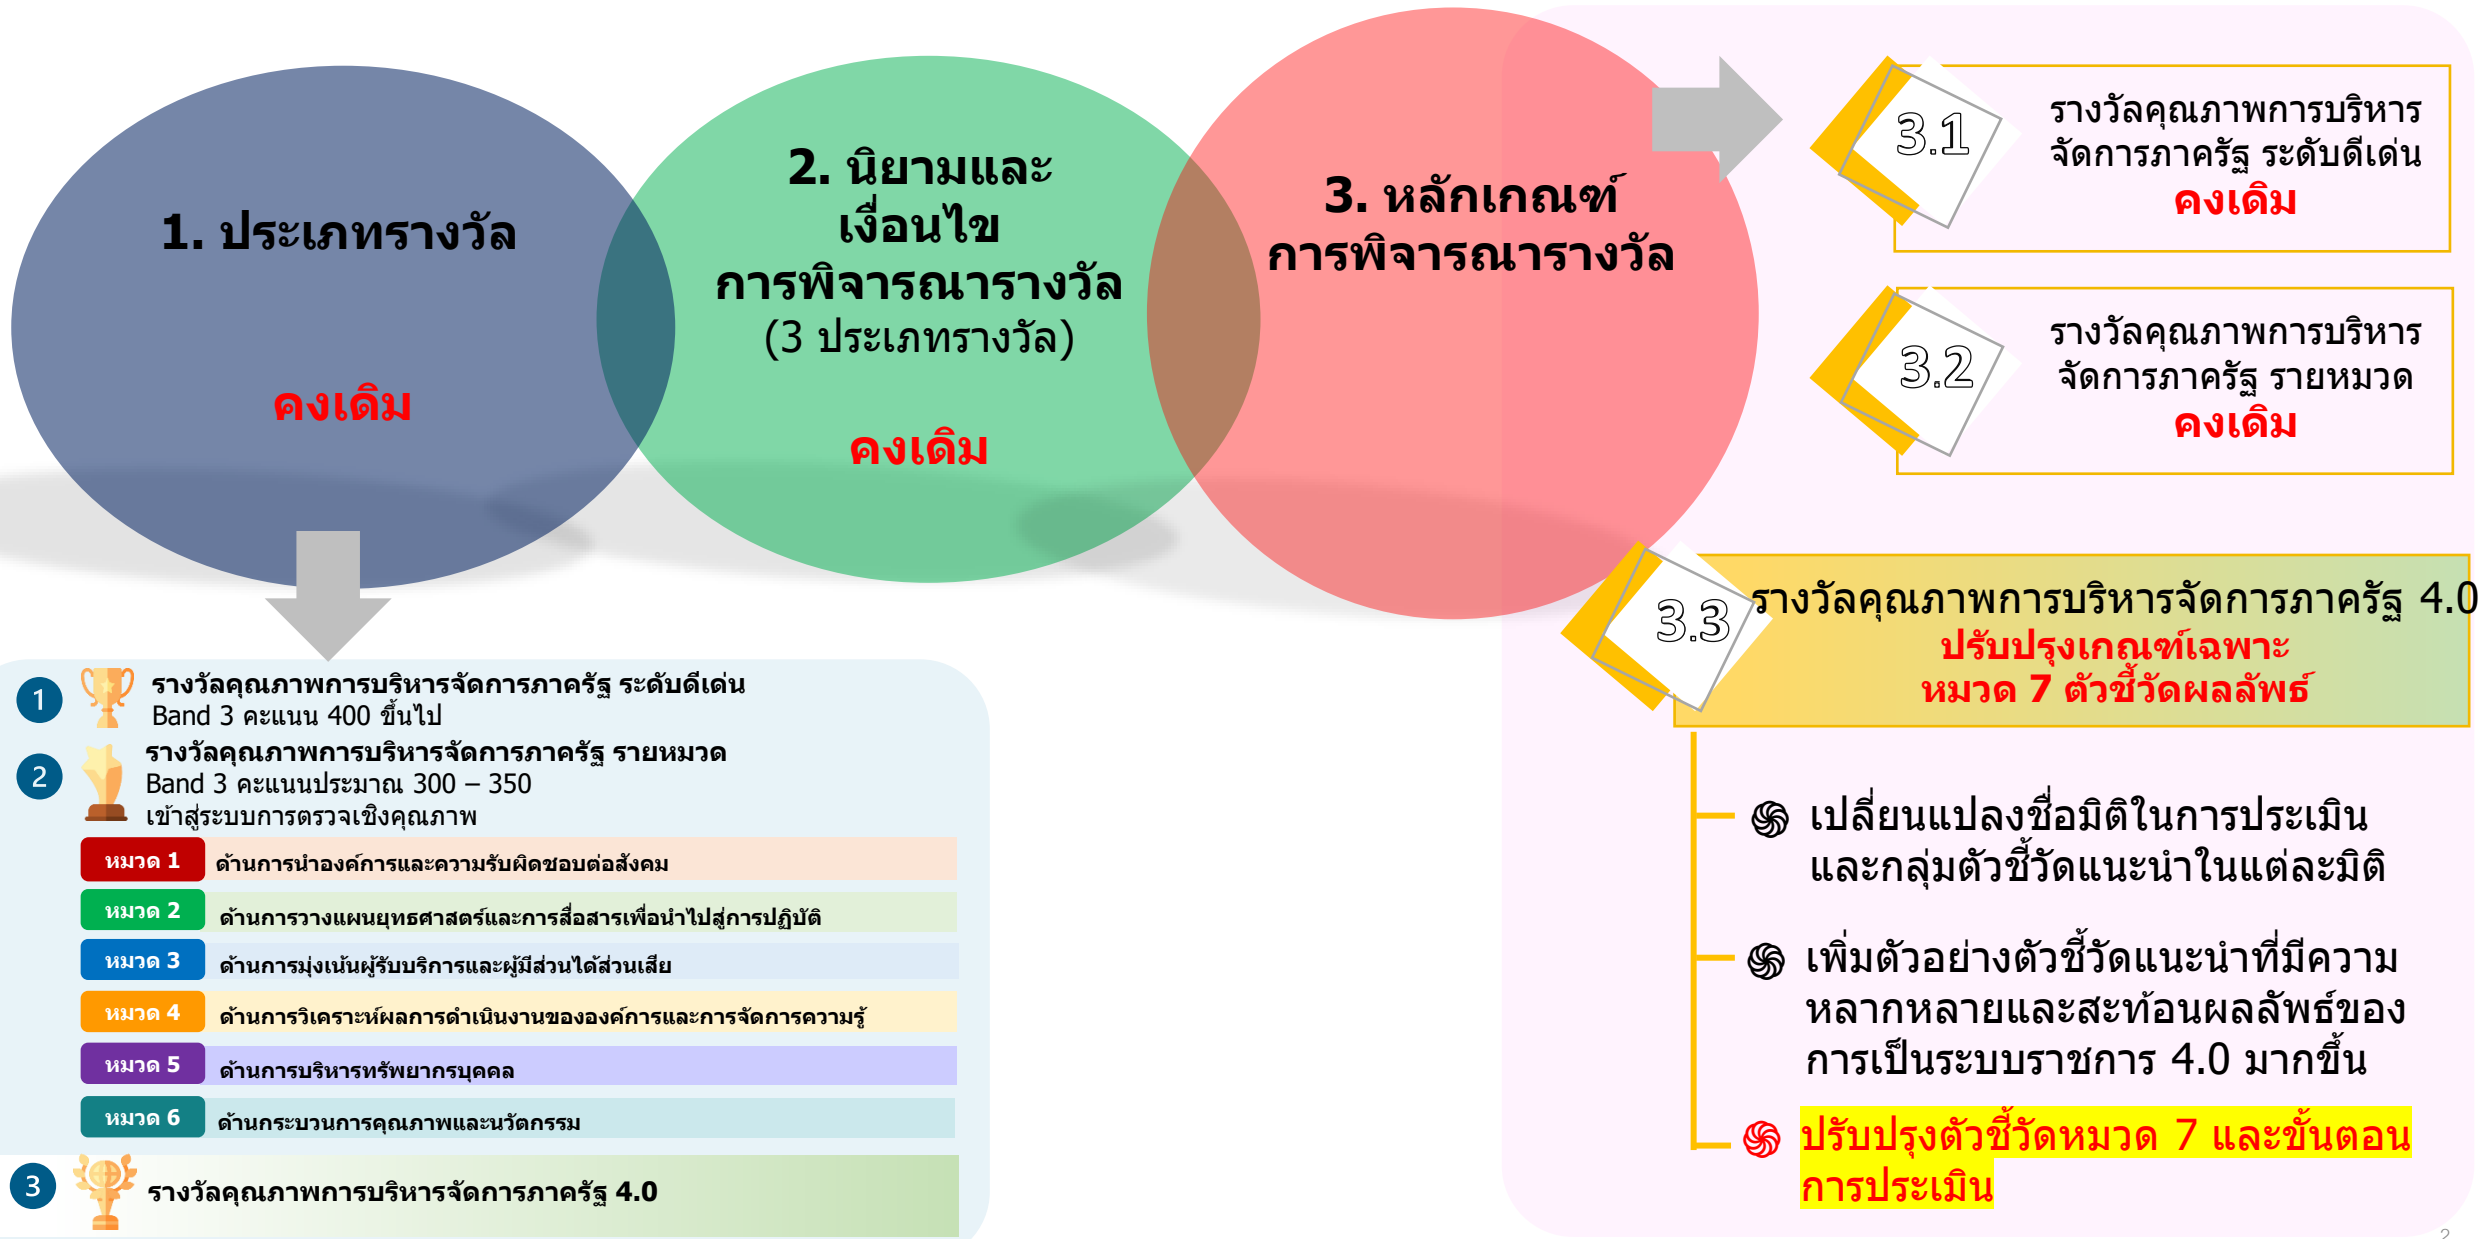 1. ประเภทรางวัล
คงเดิม
2. นิยามและ
เงื่อนไข
การพิจารณารางวัล
(3 ประเภทรางวัล)
คงเดิม
3. หลักเกณฑ์
การพิจารณารางวัล
3.1
รางวัลคุณภาพการบริหาร
จัดการภาครัฐ ระดับดีเด่น
คงเดิม
3.2
รางวัลคุณภาพการบริหาร
จัดการภาครัฐ รายหมวด
คงเดิม
3.3
รางวัลคุณภาพการบริหารจัดการภาครัฐ 4.0
ปรับปรุงเกณฑ์เฉพาะ
หมวด 7 ตัวชี้วัดผลลัพธ์
เปลี่ยนแปลงชื่อมิติในการประเมิน
และกลุ่มตัวชี้วัดแนะนำในแต่ละมิติ
เพิ่มตัวอย่างตัวชี้วัดแนะนำที่มีความ
หลากหลายและสะท้อนผลลัพธ์ของ
การเป็นระบบราชการ 4.0 มากขึ้น
ปรับปรุงตัวชี้วัดหมวด 7 และขั้นตอน
การประเมิน
1
รางวัลคุณภาพการบริหารจัดการภาครัฐ ระดับดีเด่น
Band 3 คะแนน 400 ขึ้นไป
2
รางวัลคุณภาพการบริหารจัดการภาครัฐ รายหมวด
Band 3 คะแนนประมาณ 300 – 350
เข้าสู่ระบบการตรวจเชิงคุณภาพ
หมวด 1 ด้านการนำองค์การและความรับผิดชอบต่อสังคม
หมวด 2 ด้านการวางแผนยุทธศาสตร์และการสื่อสารเพื่อนำไปสู่การปฏิบัติ
หมวด 3 ด้านการมุ่งเน้นผู้รับบริการและผู้มีส่วนได้ส่วนเสีย
หมวด 4 ด้านการวิเคราะห์ผลการดำเนินงานขององค์การและการจัดการความรู้
หมวด 5 ด้านการบริหารทรัพยากรบุคคล
หมวด 6 ด้านกระบวนการคุณภาพและนวัตกรรม
3
รางวัลคุณภาพการบริหารจัดการภาครัฐ 4.0
2